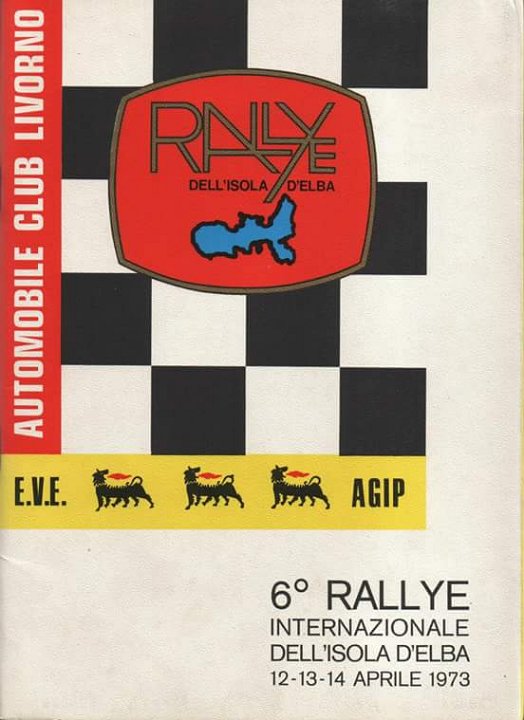 AUTOMOBILE CLUB LIVORNO
RALLYE
DELL'ISOLA D'ELBA
E.V.E. AGIP
6° RALLYE
INTERNAZIONALE
DELL'ISOLA D'ELBA
12-13-14 APRILE 1973